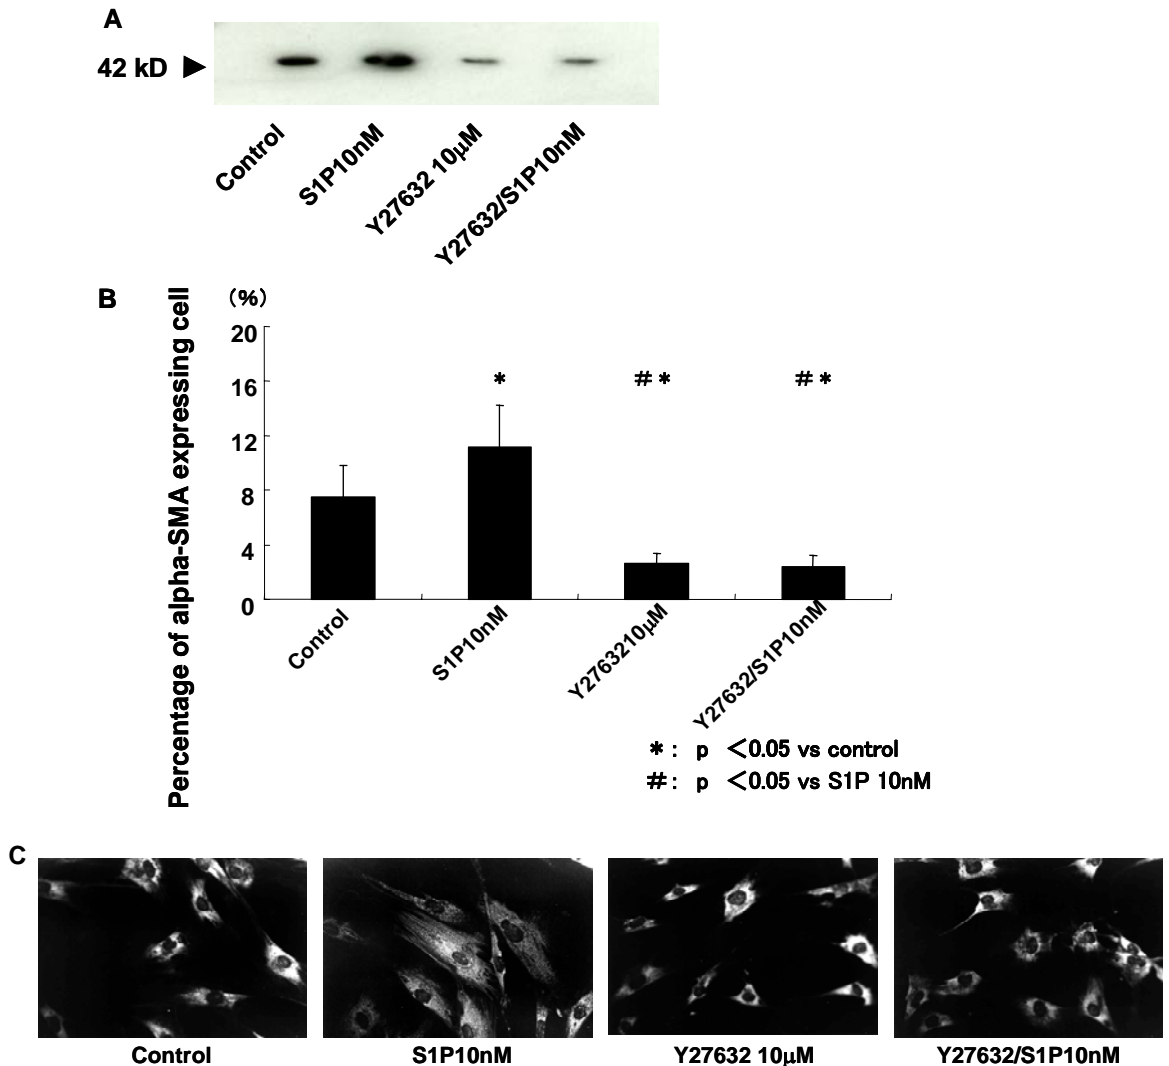 A
42 kD
Control
S1P10nM
Y27632 10μM
Y27632/S1P10nM
B
Percentage of alpha-SMA expressing cell
(%)
20
16
12
8
4
0
*
# *
# *
Control
S1P10nM
Y2763210μM
Y27632/S1P10nM
*: p <0.05 vs control
#: p <0.05 vs S1P 10nM
C
Control
S1P10nM
Y27632 10μM
Y27632/S1P10nM